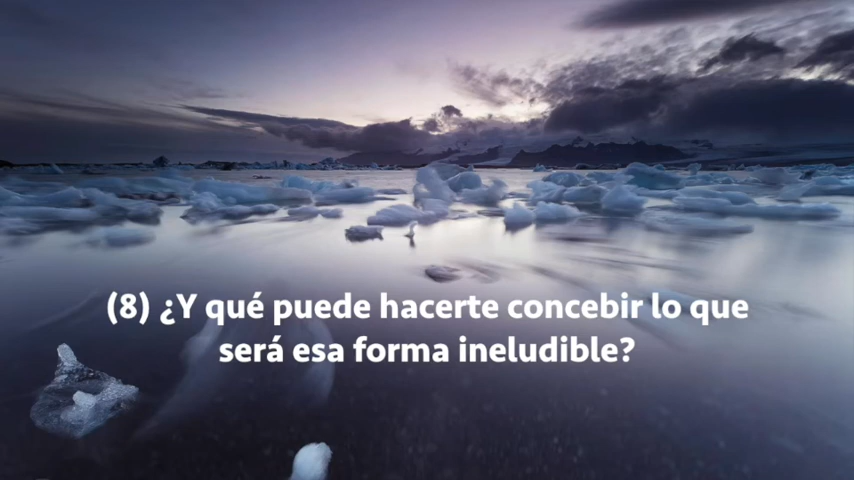 (8) ¿Y qué puede hacerte concebir lo que
será esa forma ineludible?